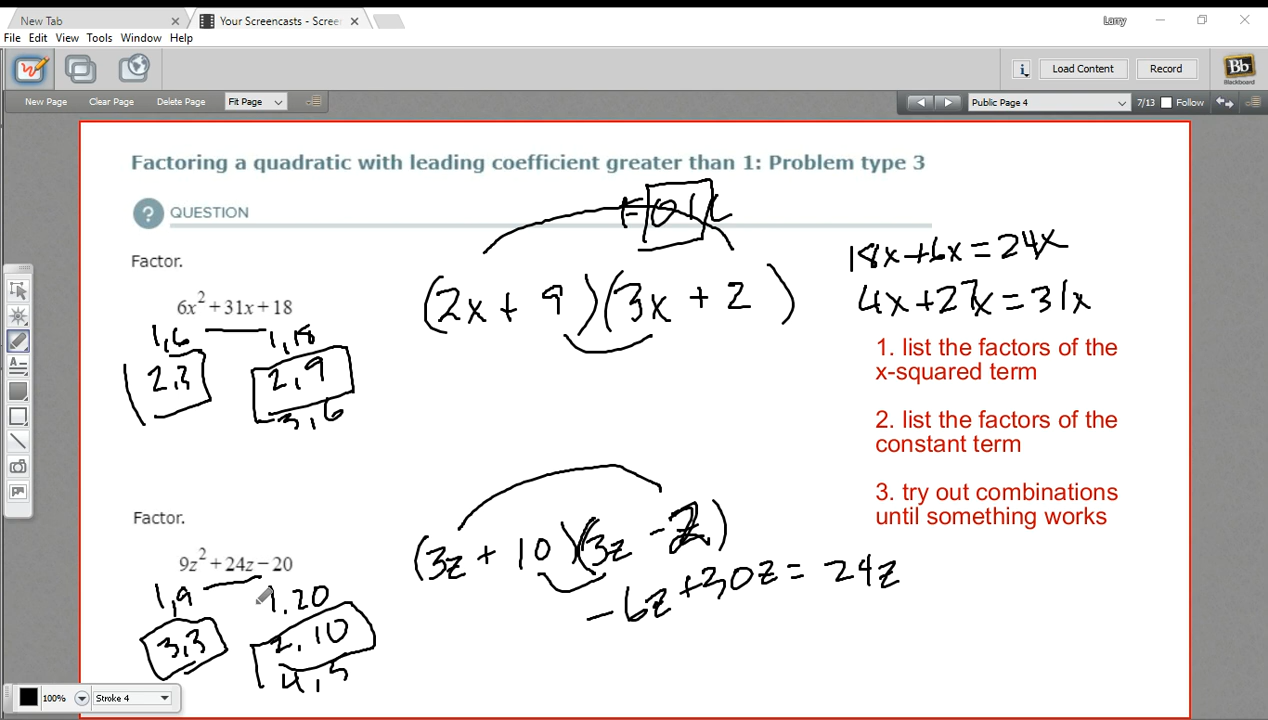 New Tab
Your Screencasts - Screen
Larry
File Edit View Tools Window Help
Load Content
Record
Bb
Blackboard
New Page Clear Page Delete Page Fit Page
Public Page 4
7/13
Follow
Factoring a quadratic with leading coefficient greater than 1: Problem type 3
? QUESTION
FOIL
Factor.
18x+6x=24x
(2x+9)(3x+2)
4x+27x=31x
6x²+31x+18
1,6 1,18
2,3 2,9
3,6
1. list the factors of the
x-squared term
2. list the factors of the
constant term
3. try out combinations
until something works
Factor.
(3z+10)(3z-2)
9z²+24z−20
-6z+30z=24z
1,9 1,20
3,3 2,10
4,5
100%
Stroke 4